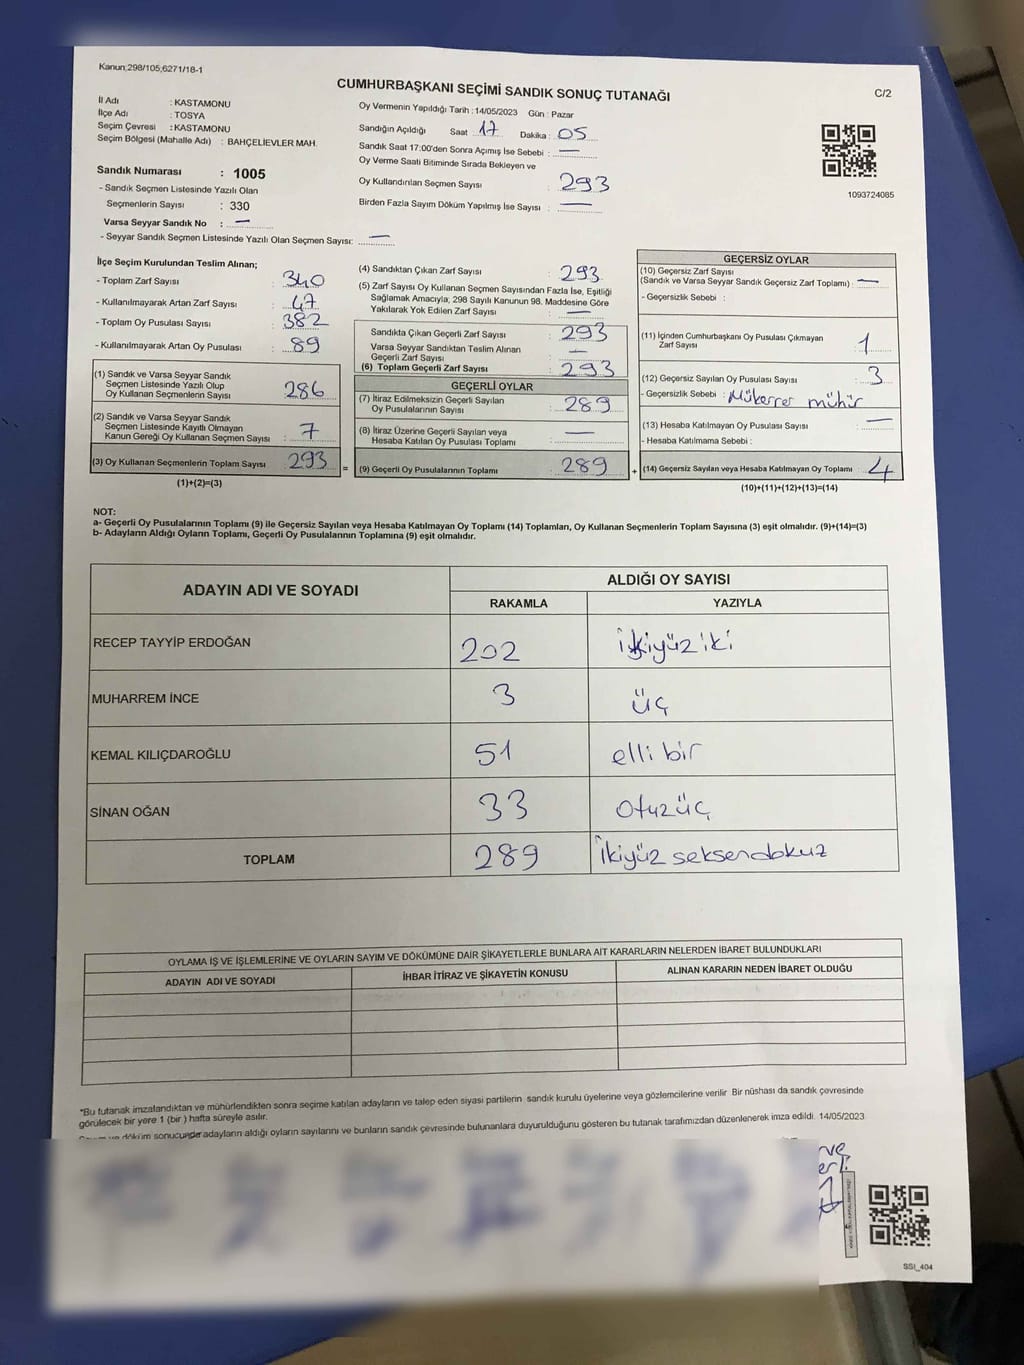 Kanun;298/105,6271/18-1
CUMHURBAŞKANI SEÇİMİ SANDIK SONUÇ TUTANAĞI
C/2
İl Adı : KASTAMONU
İlçe Adı : TOSYA
Seçim Çevresi : KASTAMONU
Seçim Bölgesi (Mahalle Adı) : BAHÇELİEVLER MAH.
Sandık Numarası : 1005
- Sandık Seçmen Listesinde Yazılı Olan
Seçmenlerin Sayısı : 330
Varsa Seyyar Sandık No : —
- Seyyar Sandık Seçmen Listesinde Yazılı Olan Seçmen Sayısı: —
Oy Vermenin Yapıldığı Tarih : 14/05/2023 Gün : Pazar
Sandığın Açıldığı Saat 17 Dakika : 05
Sandık Saat 17:00'den Sonra Açımış İse Sebebi : —
Oy Verme Saati Bitiminde Sırada Bekleyen ve
Oy Kullandırılan Seçmen Sayısı : 293
Birden Fazla Sayım Döküm Yapılmış İse Sayısı : —
1093724085
İlçe Seçim Kurulundan Teslim Alınan;
- Toplam Zarf Sayısı : 340
- Kullanılmayarak Artan Zarf Sayısı : 47
- Toplam Oy Pusulası Sayısı : 382
- Kullanılmayarak Artan Oy Pusulası : 89
(1) Sandık ve Varsa Seyyar Sandık
Seçmen Listesinde Yazılı Olup
Oy Kullanan Seçmenlerin Sayısı : 286
(2) Sandık ve Varsa Seyyar Sandık
Seçmen Listesinde Kayıtlı Olmayan
Kanun Gereği Oy Kullanan Seçmen Sayısı : 7
(3) Oy Kullanan Seçmenlerin Toplam Sayısı : 293 =
(1)+(2)=(3)
(4) Sandıktan Çıkan Zarf Sayısı : 293
(5) Zarf Sayısı Oy Kullanan Seçmen Sayısından Fazla İse, Eşitliği
Sağlamak Amacıyla, 298 Sayılı Kanunun 98. Maddesine Göre
Yakılarak Yok Edilen Zarf Sayısı : —
Sandıkta Çıkan Geçerli Zarf Sayısı : 293
Varsa Seyyar Sandıktan Teslim Alınan
Geçerli Zarf Sayısı : —
(6) Toplam Geçerli Zarf Sayısı : 293
GEÇERLİ OYLAR
(7) İtiraz Edilmeksizin Geçerli Sayılan
Oy Pusulalarının Sayısı : 289
(8) İtiraz Üzerine Geçerli Sayılan veya
Hesaba Katılan Oy Pusulası Toplamı : —
(9) Geçerli Oy Pusulalarının Toplamı : 289 +
GEÇERSİZ OYLAR
(10) Geçersiz Zarf Sayısı
(Sandık ve Varsa Seyyar Sandık Geçersiz Zarf Toplamı) : —
- Geçersizlik Sebebi :
(11) İçinden Cumhurbaşkanı Oy Pusulası Çıkmayan
Zarf Sayısı : 1
(12) Geçersiz Sayılan Oy Pusulası Sayısı : 3
- Geçersizlik Sebebi : Mükerrer mühür
(13) Hesaba Katılmayan Oy Pusulası Sayısı : —
- Hesaba Katılmama Sebebi :
(14) Geçersiz Sayılan veya Hesaba Katılmayan Oy Toplamı : 4
(10)+(11)+(12)+(13)=(14)
NOT:
a- Geçerli Oy Pusulalarının Toplamı (9) ile Geçersiz Sayılan veya Hesaba Katılmayan Oy Toplamı (14) Toplamları, Oy Kullanan Seçmenlerin Toplam Sayısına (3) eşit olmalıdır. (9)+(14)=(3)
b- Adayların Aldığı Oyların Toplamı, Geçerli Oy Pusulalarının Toplamına (9) eşit olmalıdır.
ADAYIN ADI VE SOYADI
ALDIĞI OY SAYISI
RAKAMLA YAZIYLA
RECEP TAYYİP ERDOĞAN 202 ikiyüz iki
MUHARREM İNCE 3 üç
KEMAL KILIÇDAROĞLU 51 elli bir
SİNAN OĞAN 33 otuzüç
TOPLAM 289 İkiyüz seksendokuz
OYLAMA İŞ VE İŞLEMLERİNE VE OYLARIN SAYIM VE DÖKÜMÜNE DAİR ŞİKAYETLERLE BUNLARA AİT KARARLARIN NELERDEN İBARET BULUNDUKLARI
ADAYIN ADI VE SOYADI İHBAR İTİRAZ VE ŞİKAYETİN KONUSU ALINAN KARARIN NEDEN İBARET OLDUĞU
*Bu tutanak imzalandıktan ve mühürlendikten sonra seçime katılan adayların ve talep eden siyasi partilerin sandık kurulu üyelerine veya gözlemcilerine verilir Bir nüshası da sandık çevresinde
görülecek bir yere 1 (bir ) hafta süreyle asılır.
ve döküm sonucunda adayların aldığı oyların sayılarını ve bunların sandık çevresinde bulunanlara duyurulduğunu gösteren bu tutanak tarafımızdan düzenlenerek imza edildi. 14/05/2023
SSI_404